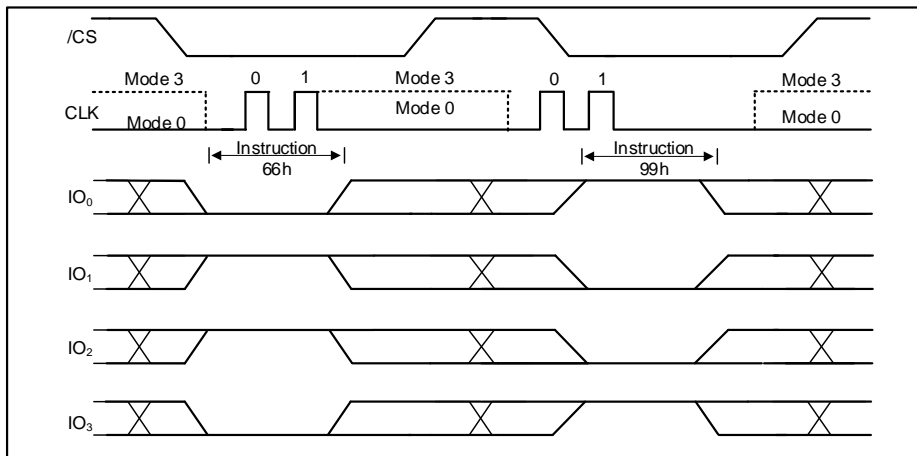 /CS
Mode 3 0 1 Mode 3 0 1 Mode 3
CLK Mode 0 Mode 0 Mode 0
Instruction Instruction
66h 99h
IO₀
IO₁
IO₂
IO₃